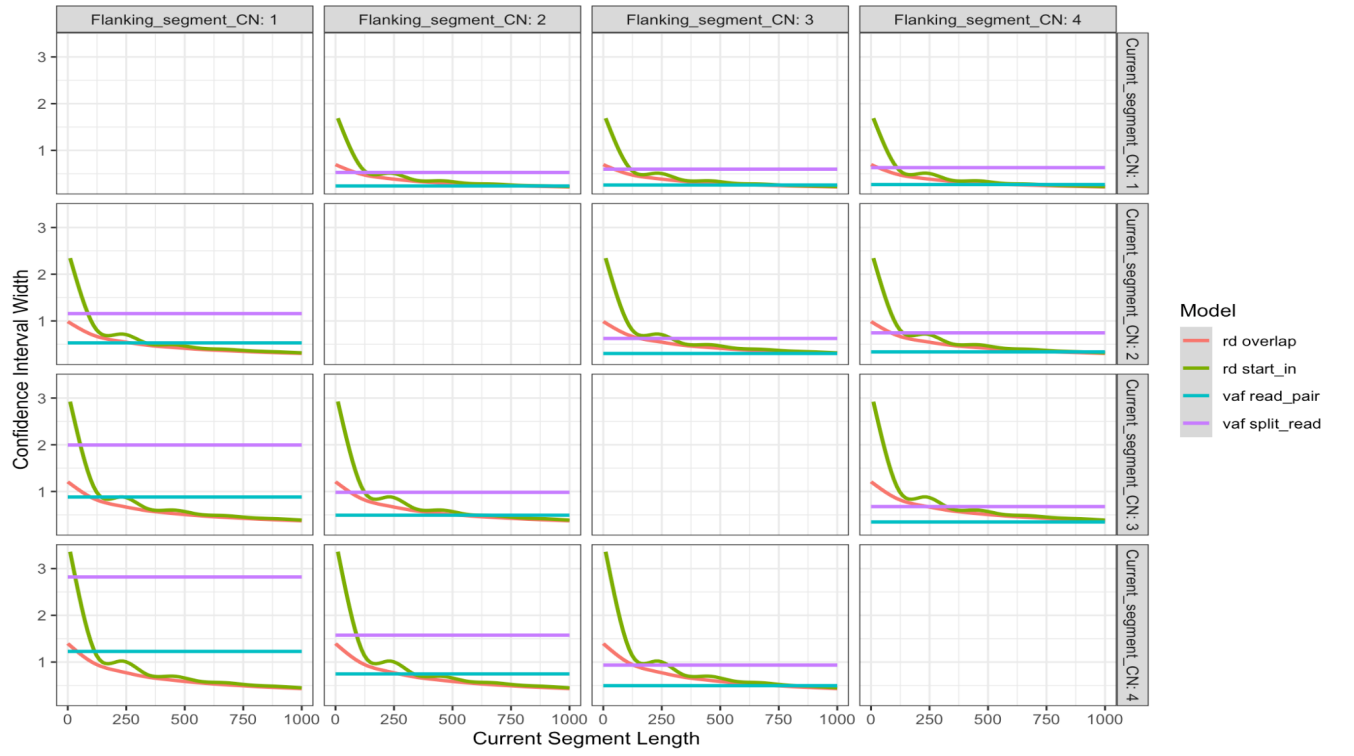 Flanking_segment_CN: 1 Flanking_segment_CN: 2 Flanking_segment_CN: 3 Flanking_segment_CN: 4
3
2
1
Current_segment_CN: 1
3
2
1
Current_segment_CN: 2
3
2
1
Current_segment_CN: 3
3
2
1
Current_segment_CN: 4
Confidence Interval Width
0 250 500 750 1000 0 250 500 750 1000 0 250 500 750 1000 0 250 500 750 1000
Current Segment Length
Model
rd overlap
rd start_in
vaf read_pair
vaf split_read